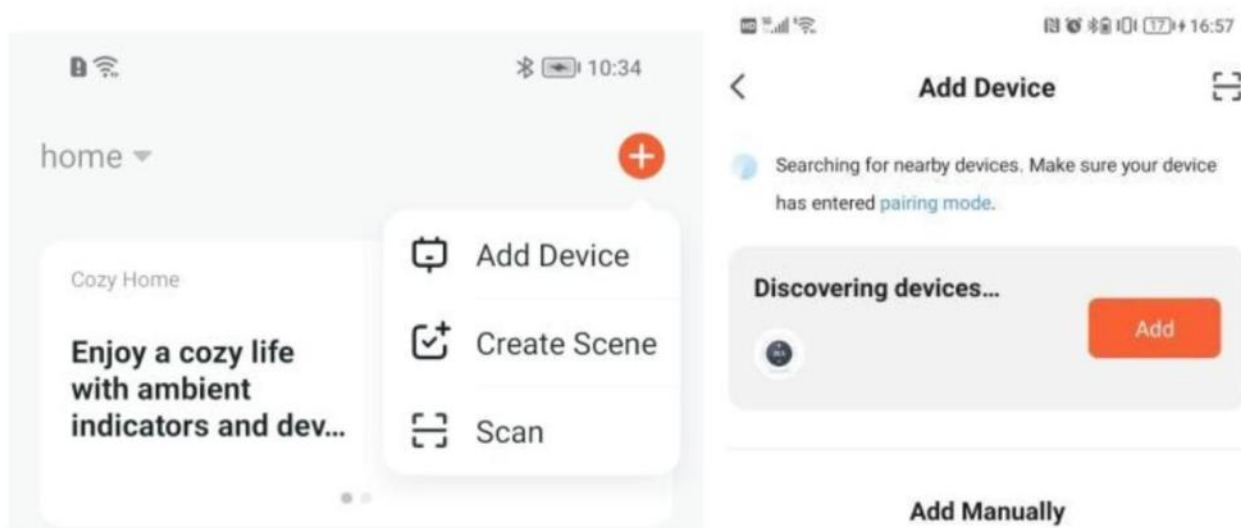 10:34
home
Add Device
Cozy Home
Create Scene
Enjoy a cozy life
with ambient
indicators and dev...
Scan
HD
17 16:57
Add Device
Searching for nearby devices. Make sure your device
has entered pairing mode.
Discovering devices...
Add
Add Manually